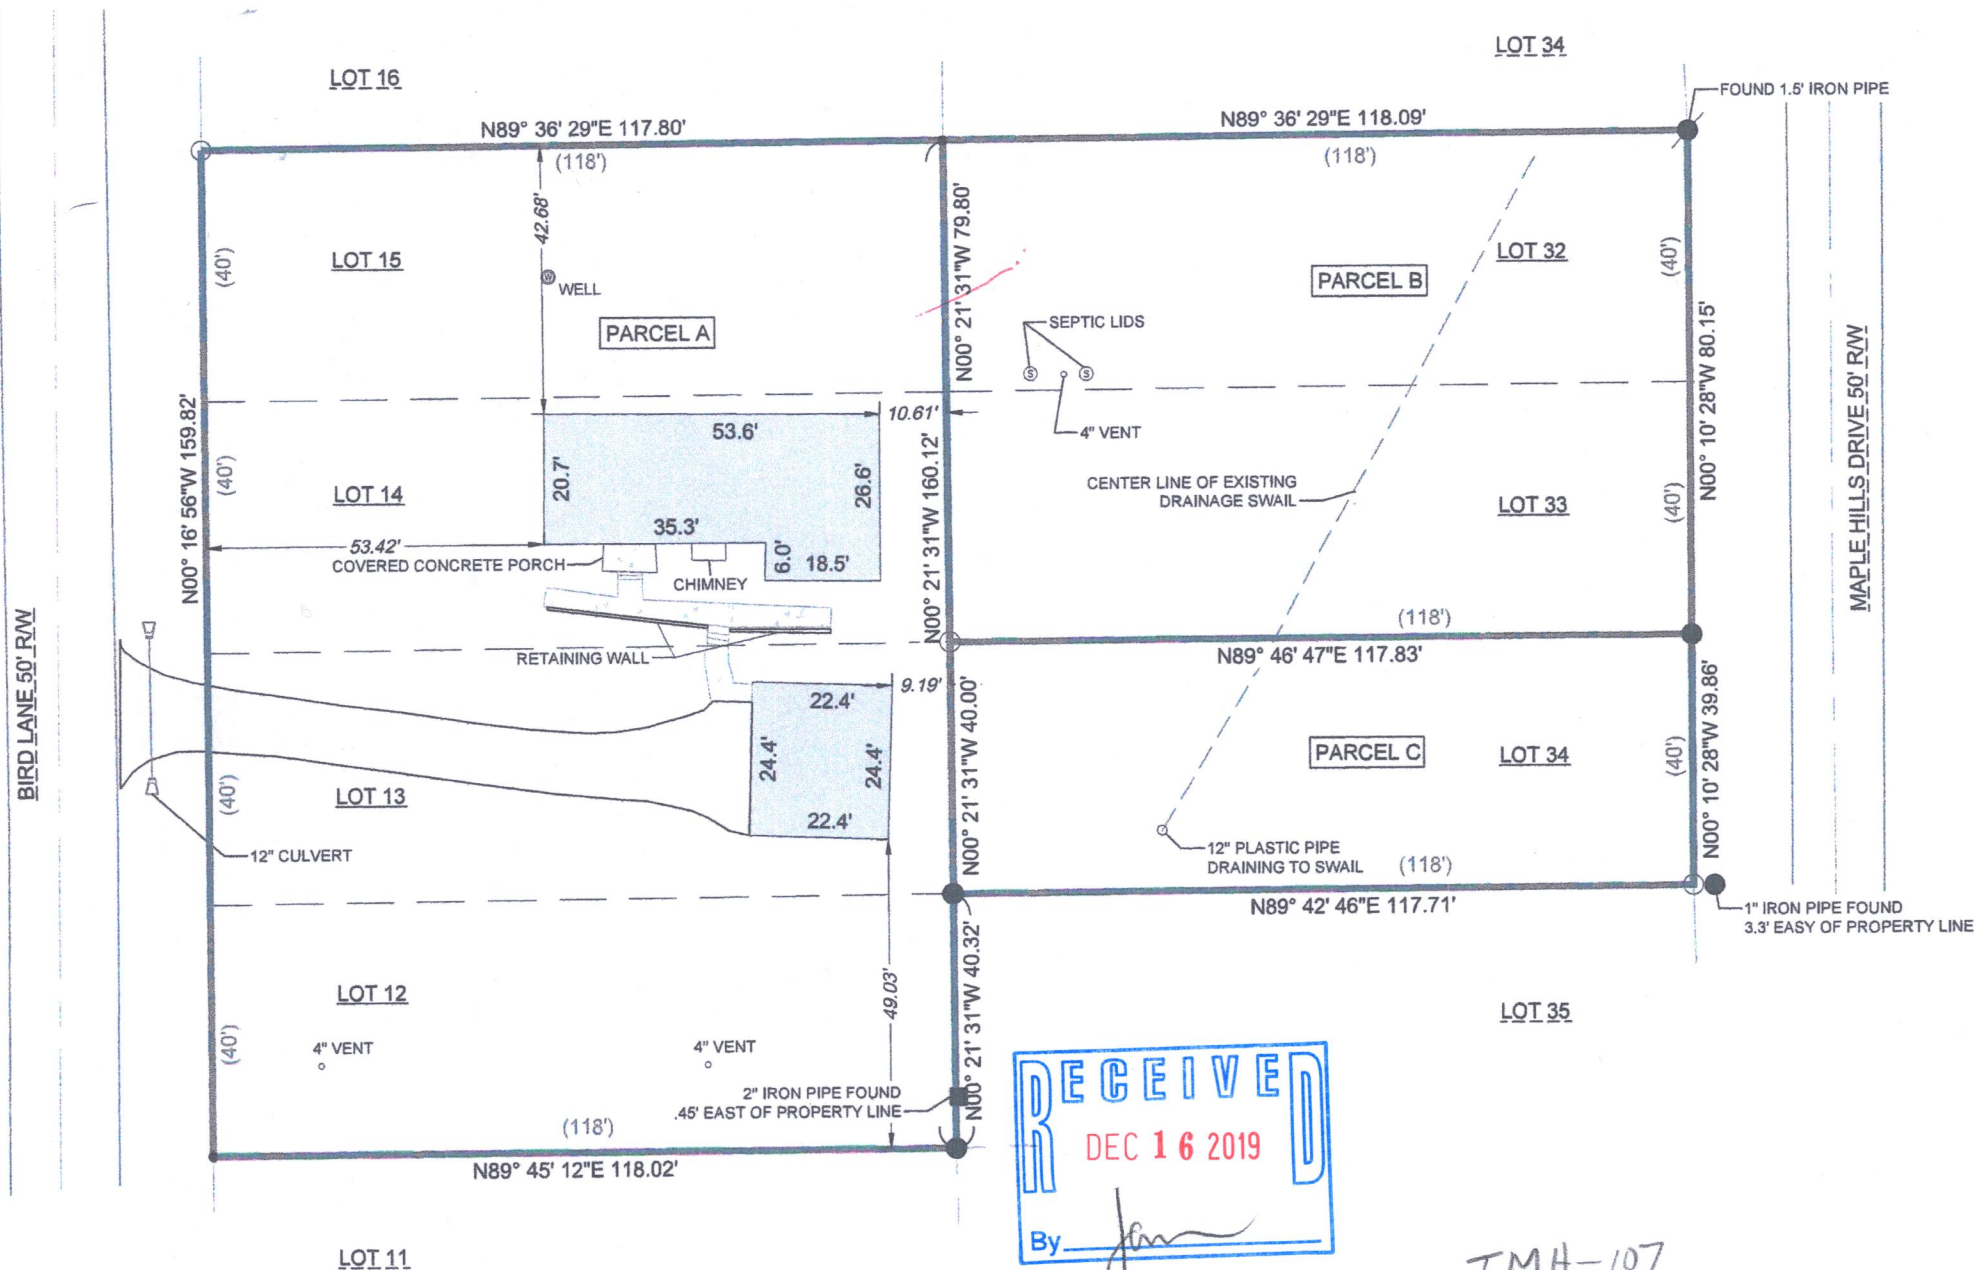 LOT 34
LOT 16
FOUND 1.5' IRON PIPE
N89° 36' 29"E 117.80'
(118')
N89° 36' 29"E 118.09'
(118')
42.68'
N00° 21' 31"W 79.80'
(40')
LOT 15
WELL
PARCEL A
PARCEL B
LOT 32
(40')
SEPTIC LIDS
S
S
4" VENT
N00° 10' 28"W 80.15'
MAPLE HILLS DRIVE 50' R/W
N00° 16' 56"W 159.82'
10.61'
53.6'
20.7'
26.6'
35.3'
6.0'
18.5'
N00° 21' 31"W 160.12'
(40')
LOT 14
53.42'
COVERED CONCRETE PORCH
CHIMNEY
RETAINING WALL
CENTER LINE OF EXISTING
DRAINAGE SWAIL
LOT 33
(40')
(118')
N89° 46' 47"E 117.83'
BIRD LANE 50' R/W
9.19'
22.4'
24.4'
24.4'
22.4'
N00° 21' 31"W 40.00'
(40')
LOT 13
12" CULVERT
PARCEL C
LOT 34
(40')
N00° 10' 28"W 39.86'
12" PLASTIC PIPE
DRAINING TO SWAIL
(118')
N89° 42' 46"E 117.71'
1" IRON PIPE FOUND
3.3' EASY OF PROPERTY LINE
LOT 12
(40')
4" VENT
4" VENT
49.03'
N00° 21' 31"W 40.32'
2" IRON PIPE FOUND
.45' EAST OF PROPERTY LINE
(118')
N89° 45' 12"E 118.02'
LOT 35
RECEIVED
DEC 16 2019
By
LOT 11
TMH-107